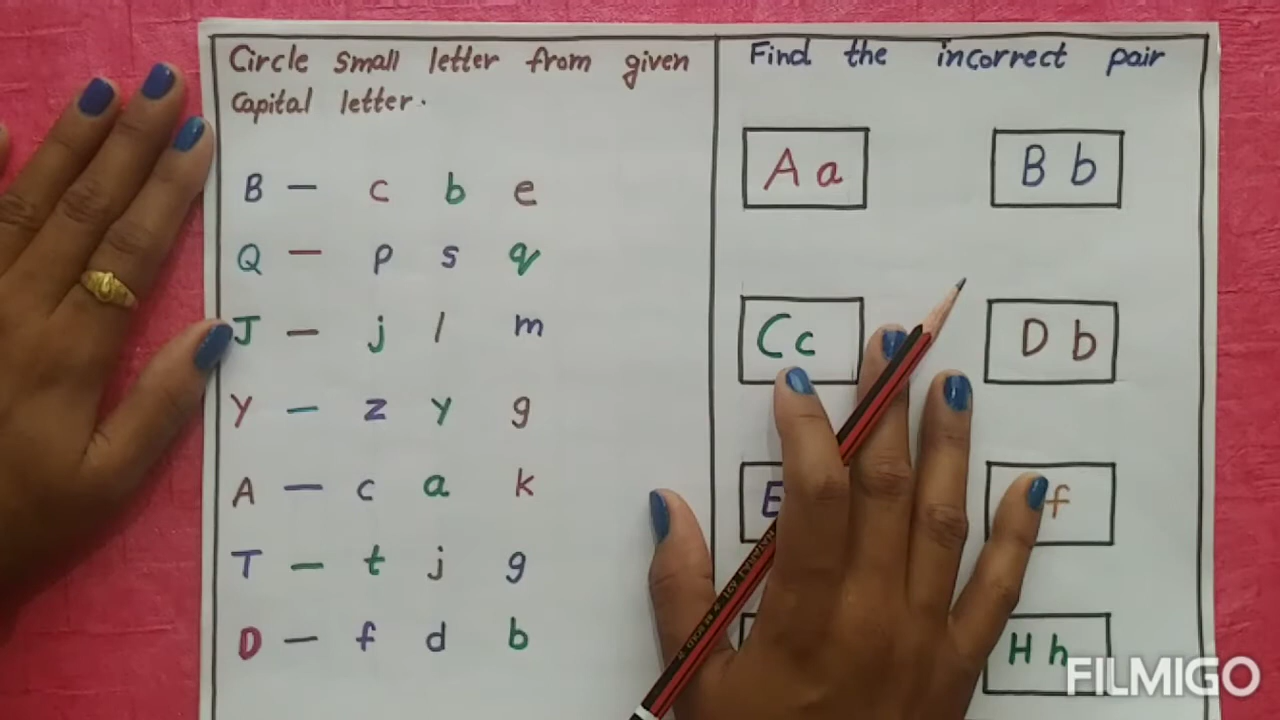 Circle small letter from given
Capital letter.
B – c b e
Q – p s q
J – j l m
Y – z y g
A – c a k
T – t j g
D – f d b
Find the incorrect pair
A a
B b
C c
D b
E
f
H h
FILMIGO